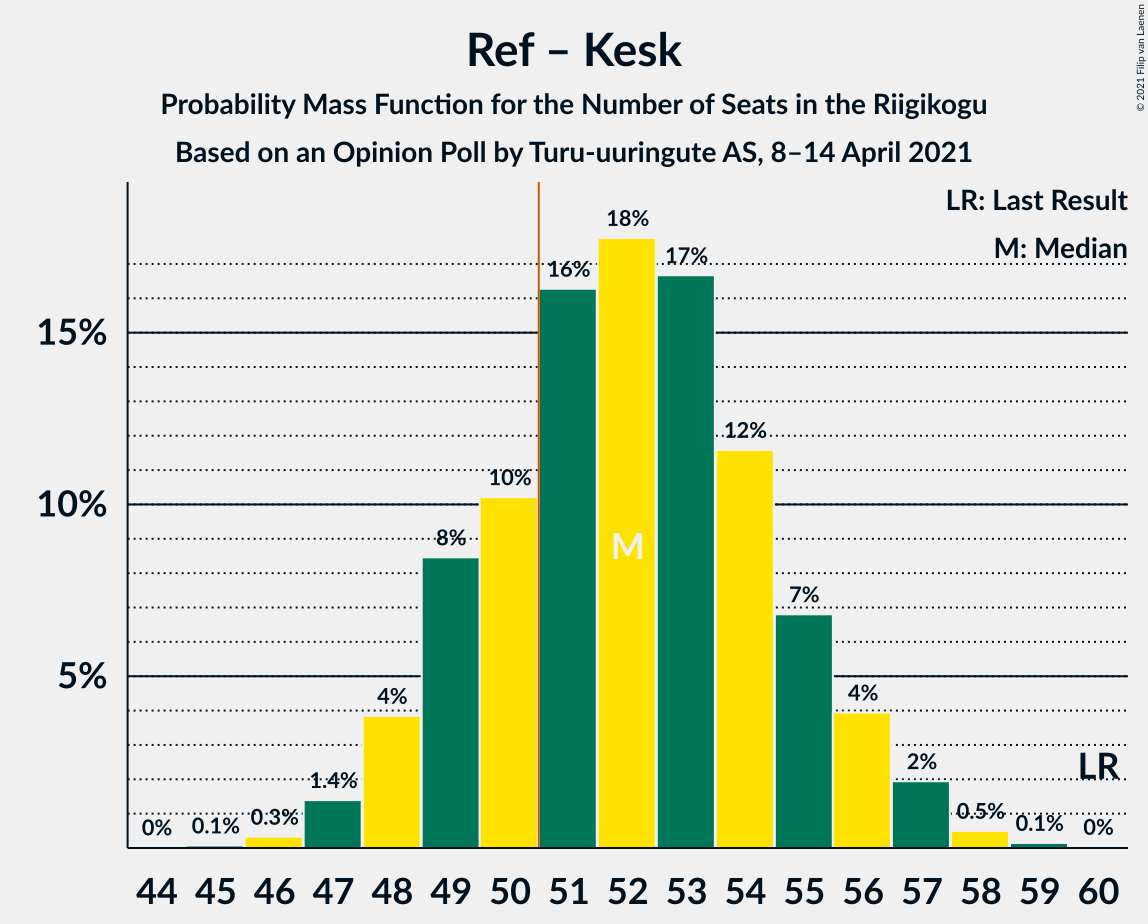 Ref – Kesk
Probability Mass Function for the Number of Seats in the Riigikogu
Based on an Opinion Poll by Turu-uuringute AS, 8–14 April 2021
© 2021 Filip van Laenen
LR: Last Result
M: Median
15%
10%
5%
0%
0.1%
0.3%
1.4%
4%
8%
10%
16%
18%
17%
12%
7%
4%
2%
0.5%
0.1%
0%
M
LR
44 45 46 47 48 49 50 51 52 53 54 55 56 57 58 59 60